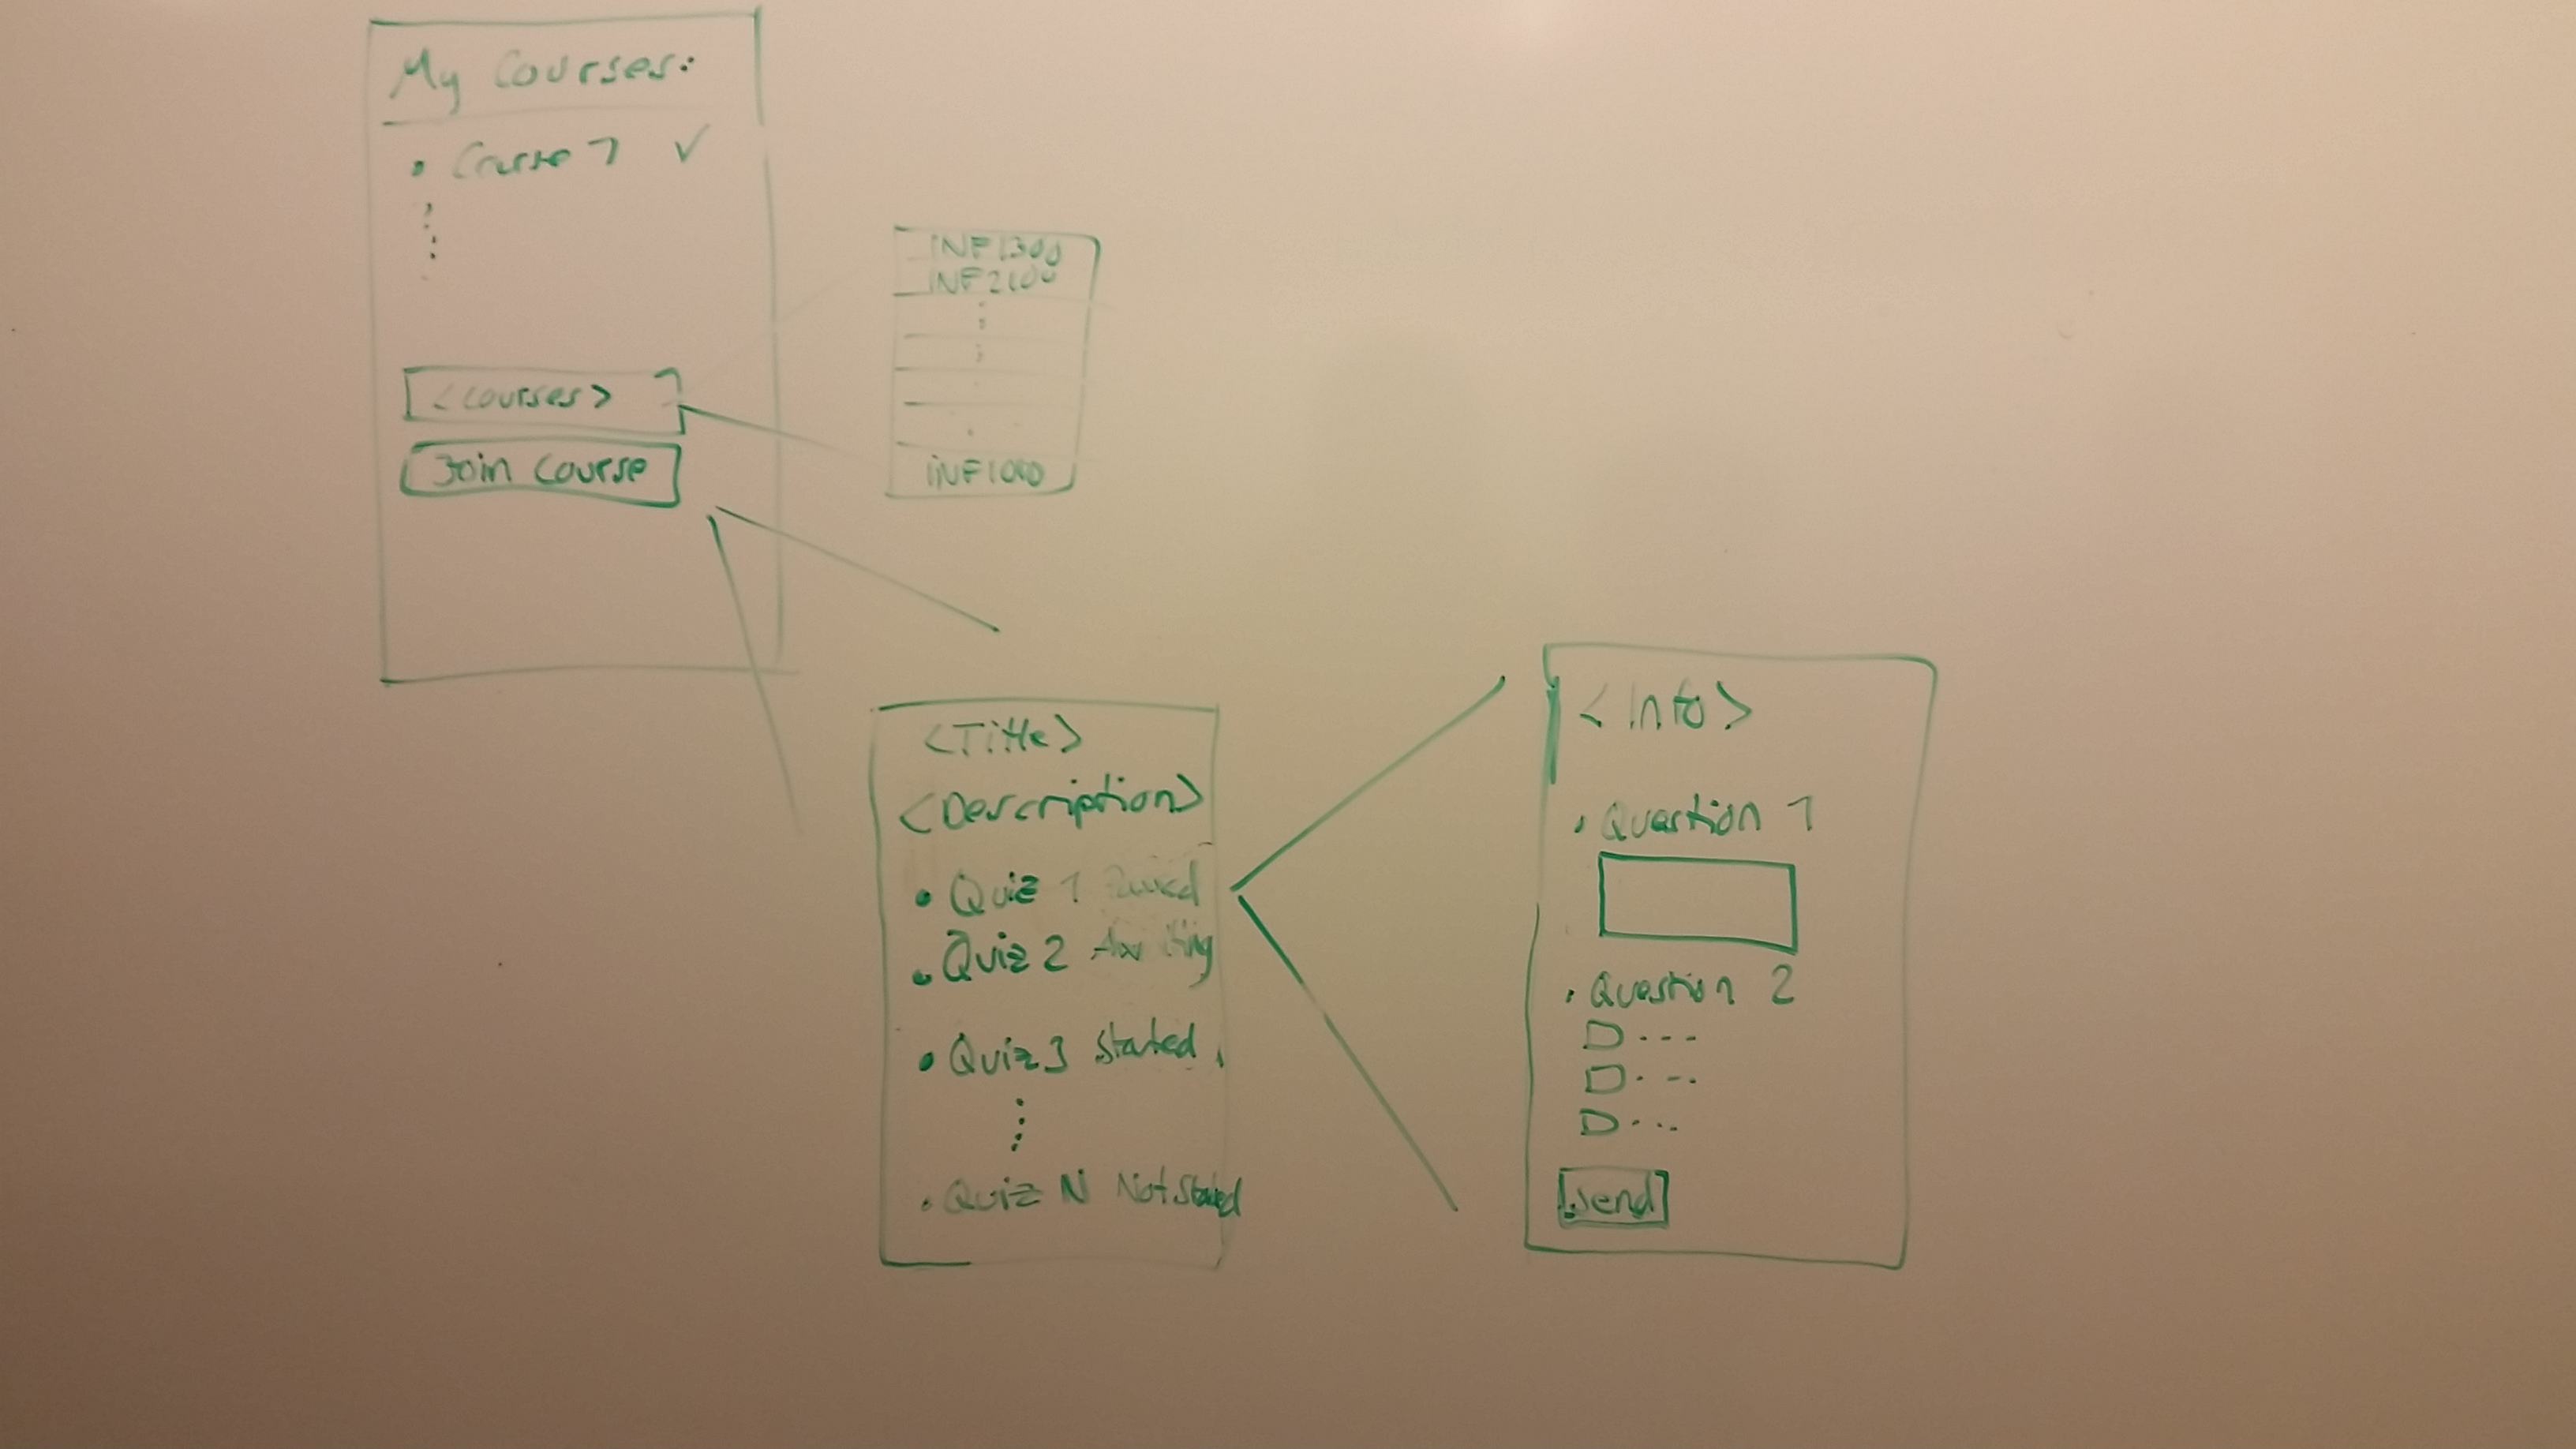 My Courses:
• Course 1 ✓
<courses>
Join Course
INF1300
INF2100
INF1000
<Title>
<Description>
• Quiz 1
• Quiz 2 Awaiting
• Quiz 3 Started
• Quiz N Not Started
<Info>
• Question 1
• Question 2
Send